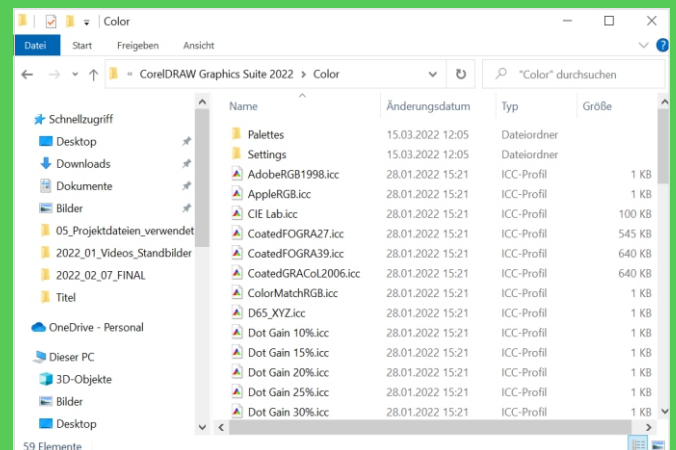 Color
Datei Start Freigeben Ansicht
« CorelDRAW Graphics Suite 2022 > Color "Color" durchsuchen
Name Änderungsdatum Typ Größe
Schnellzugriff
Desktop
Downloads
Dokumente
Bilder
05_Projektdateien_verwendet
2022_01_Videos_Standbilder
2022_02_07_FINAL
Titel
OneDrive - Personal
Dieser PC
3D-Objekte
Bilder
Desktop
Palettes 15.03.2022 12:05 Dateiordner
Settings 15.03.2022 12:05 Dateiordner
AdobeRGB1998.icc 28.01.2022 15:21 ICC-Profil 1 KB
AppleRGB.icc 28.01.2022 15:21 ICC-Profil 1 KB
CIE Lab.icc 28.01.2022 15:21 ICC-Profil 100 KB
CoatedFOGRA27.icc 28.01.2022 15:21 ICC-Profil 545 KB
CoatedFOGRA39.icc 28.01.2022 15:21 ICC-Profil 640 KB
CoatedGRACoL2006.icc 28.01.2022 15:21 ICC-Profil 640 KB
ColorMatchRGB.icc 28.01.2022 15:21 ICC-Profil 1 KB
D65_XYZ.icc 28.01.2022 15:21 ICC-Profil 1 KB
Dot Gain 10%.icc 28.01.2022 15:21 ICC-Profil 1 KB
Dot Gain 15%.icc 28.01.2022 15:21 ICC-Profil 1 KB
Dot Gain 20%.icc 28.01.2022 15:21 ICC-Profil 1 KB
Dot Gain 25%.icc 28.01.2022 15:21 ICC-Profil 1 KB
Dot Gain 30%.icc 28.01.2022 15:21 ICC-Profil 1 KB
59 Elemente